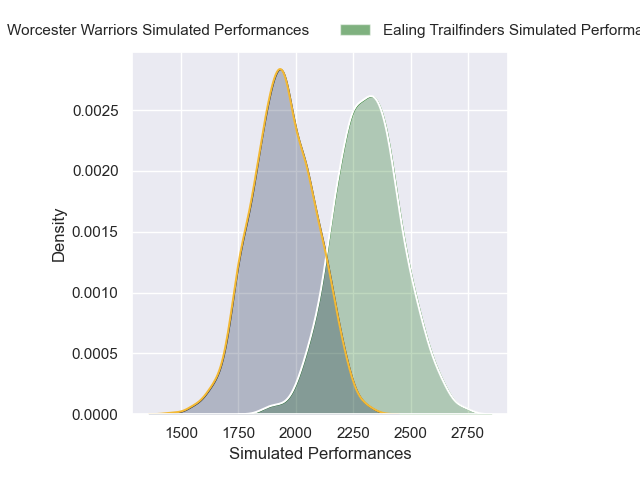 Worcester Warriors Simulated Performances
Ealing Trailfinders Simulated Performa
0.0025
0.0020
0.0015
0.0010
0.0005
0.0000
Density
1500 1750 2000 2250 2500 2750
Simulated Performances